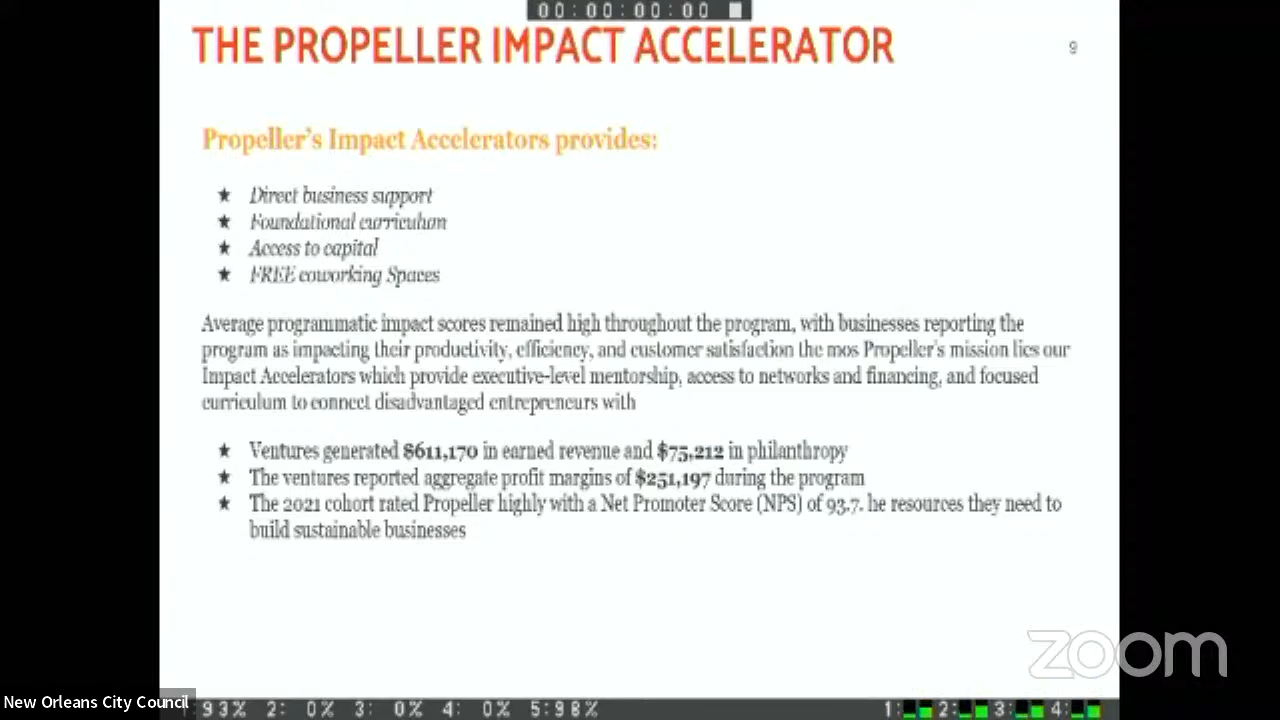 00:00:00:00
THE PROPELLER IMPACT ACCELERATOR
9
Propeller's Impact Accelerators provides:
★ Direct business support
★ Foundational curriculum
★ Access to capital
★ FREE coworking Spaces
Average programmatic impact scores remained high throughout the program, with businesses reporting the
program as impacting their productivity, efficiency, and customer satisfaction the mos Propeller's mission lies our
Impact Accelerators which provide executive-level mentorship, access to networks and financing, and focused
curriculum to connect disadvantaged entrepreneurs with
★ Ventures generated $611,170 in earned revenue and $75,212 in philanthropy
★ The ventures reported aggregate profit margins of $251,197 during the program
★ The 2021 cohort rated Propeller highly with a Net Promoter Score (NPS) of 93.7. he resources they need to
build sustainable businesses
zoom
New Orleans City Council
1:93% 2: 0% 3: 0% 4: 0% 5:98% 1: 2: 3: 4: